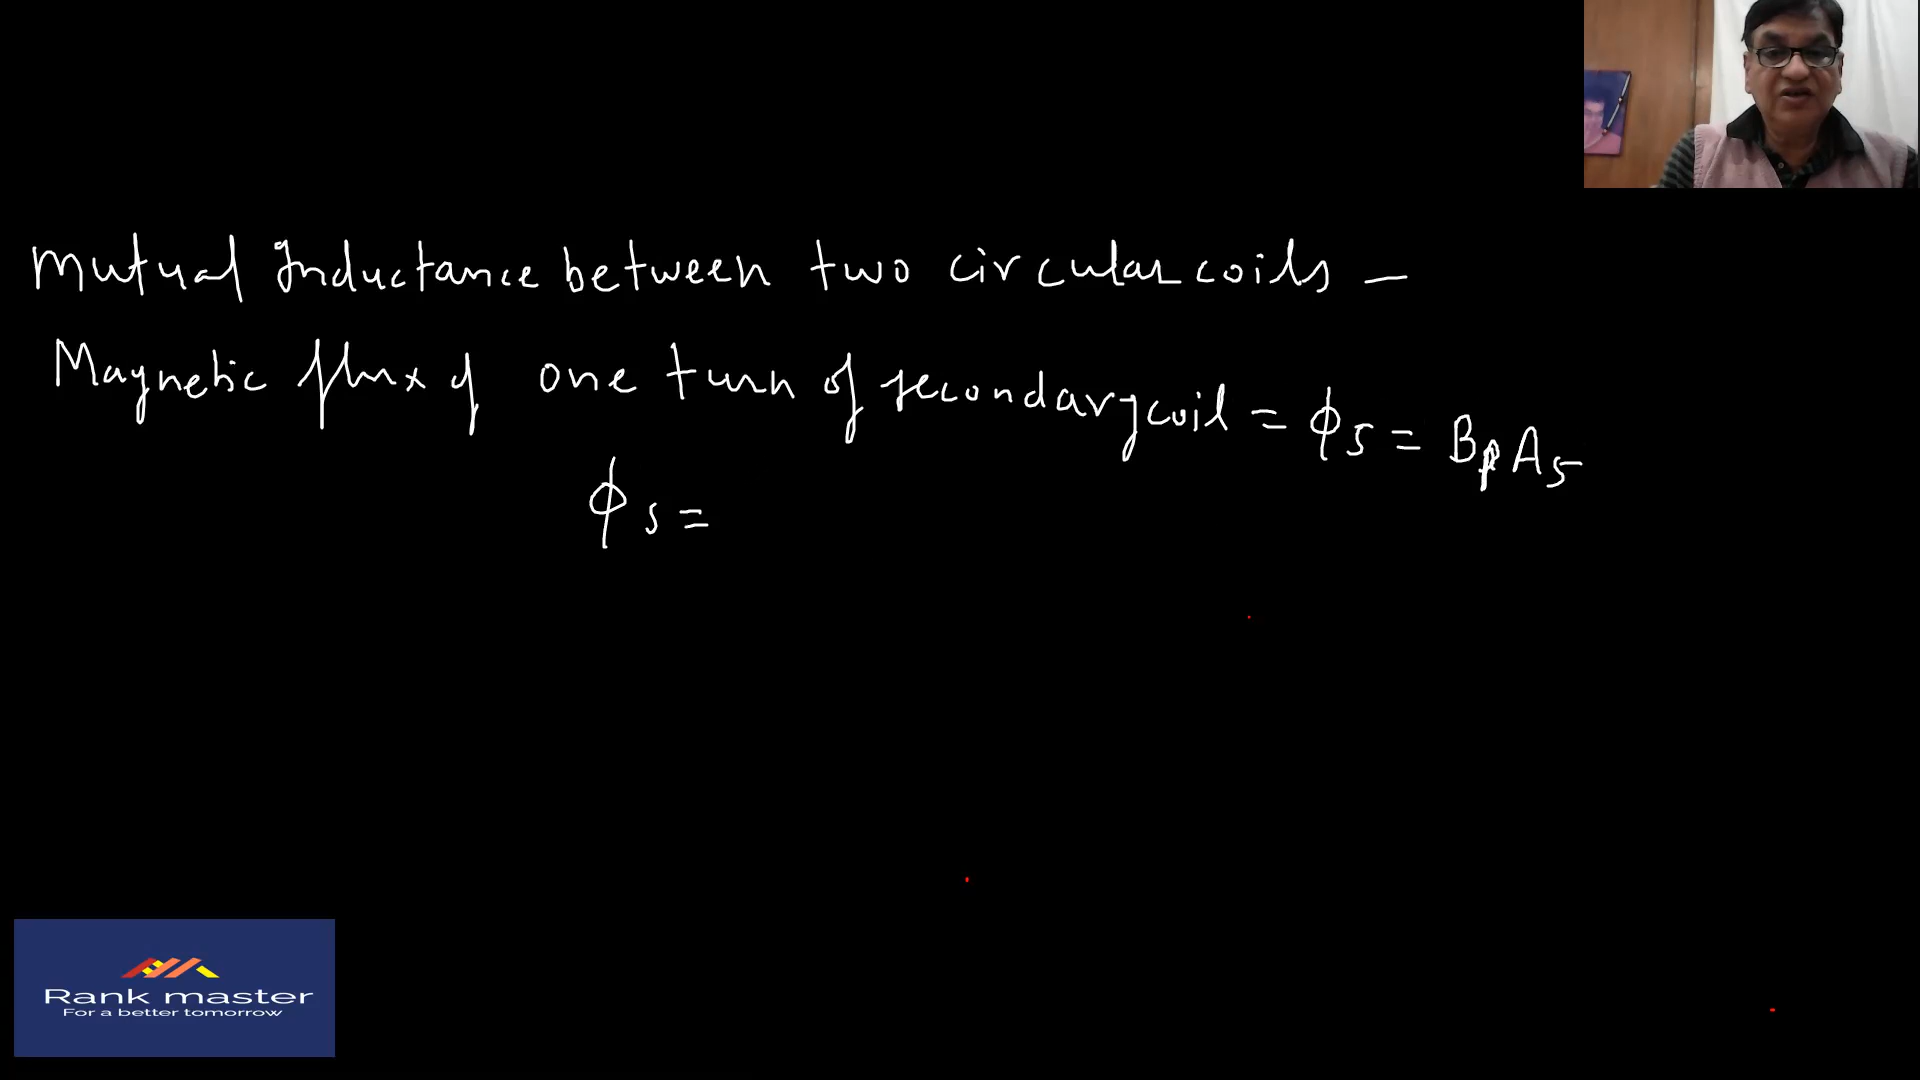 Mutual Inductance between two circular coils –
Magnetic flux of one turn of secondary coil = ϕs = BpAs
ϕs =
Rank master
For a better tomorrow